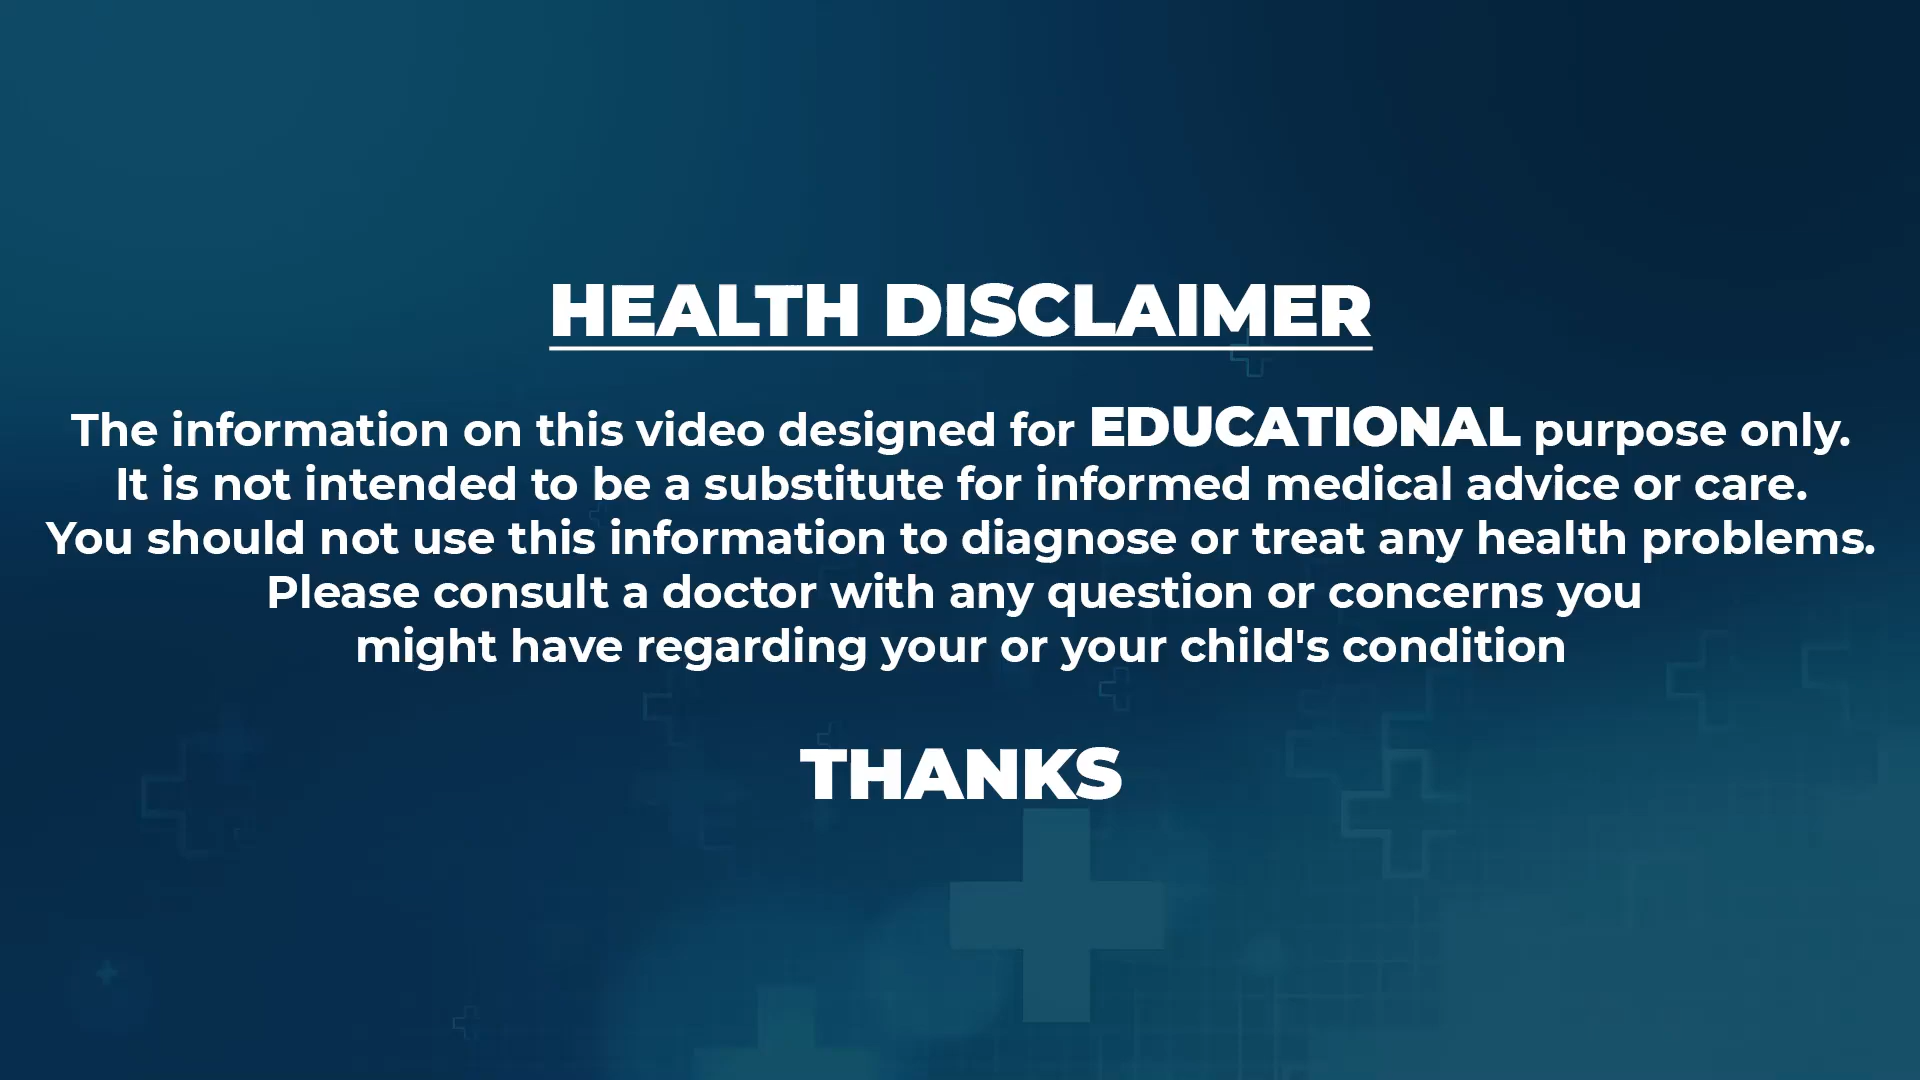 HEALTH DISCLAIMER
The information on this video designed for EDUCATIONAL purpose only.
It is not intended to be a substitute for informed medical advice or care.
You should not use this information to diagnose or treat any health problems.
Please consult a doctor with any question or concerns you
might have regarding your or your child's condition
THANKS